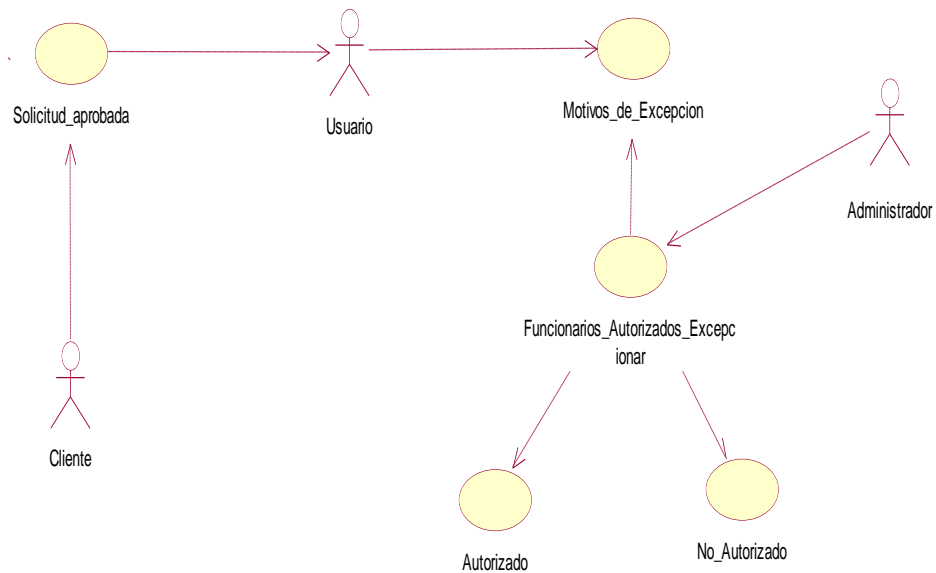 Solicitud_aprobada
Usuario
Motivos_de_Excepcion
Administrador
Funcionarios_Autorizados_Excepc
ionar
Cliente
Autorizado
No_Autorizado